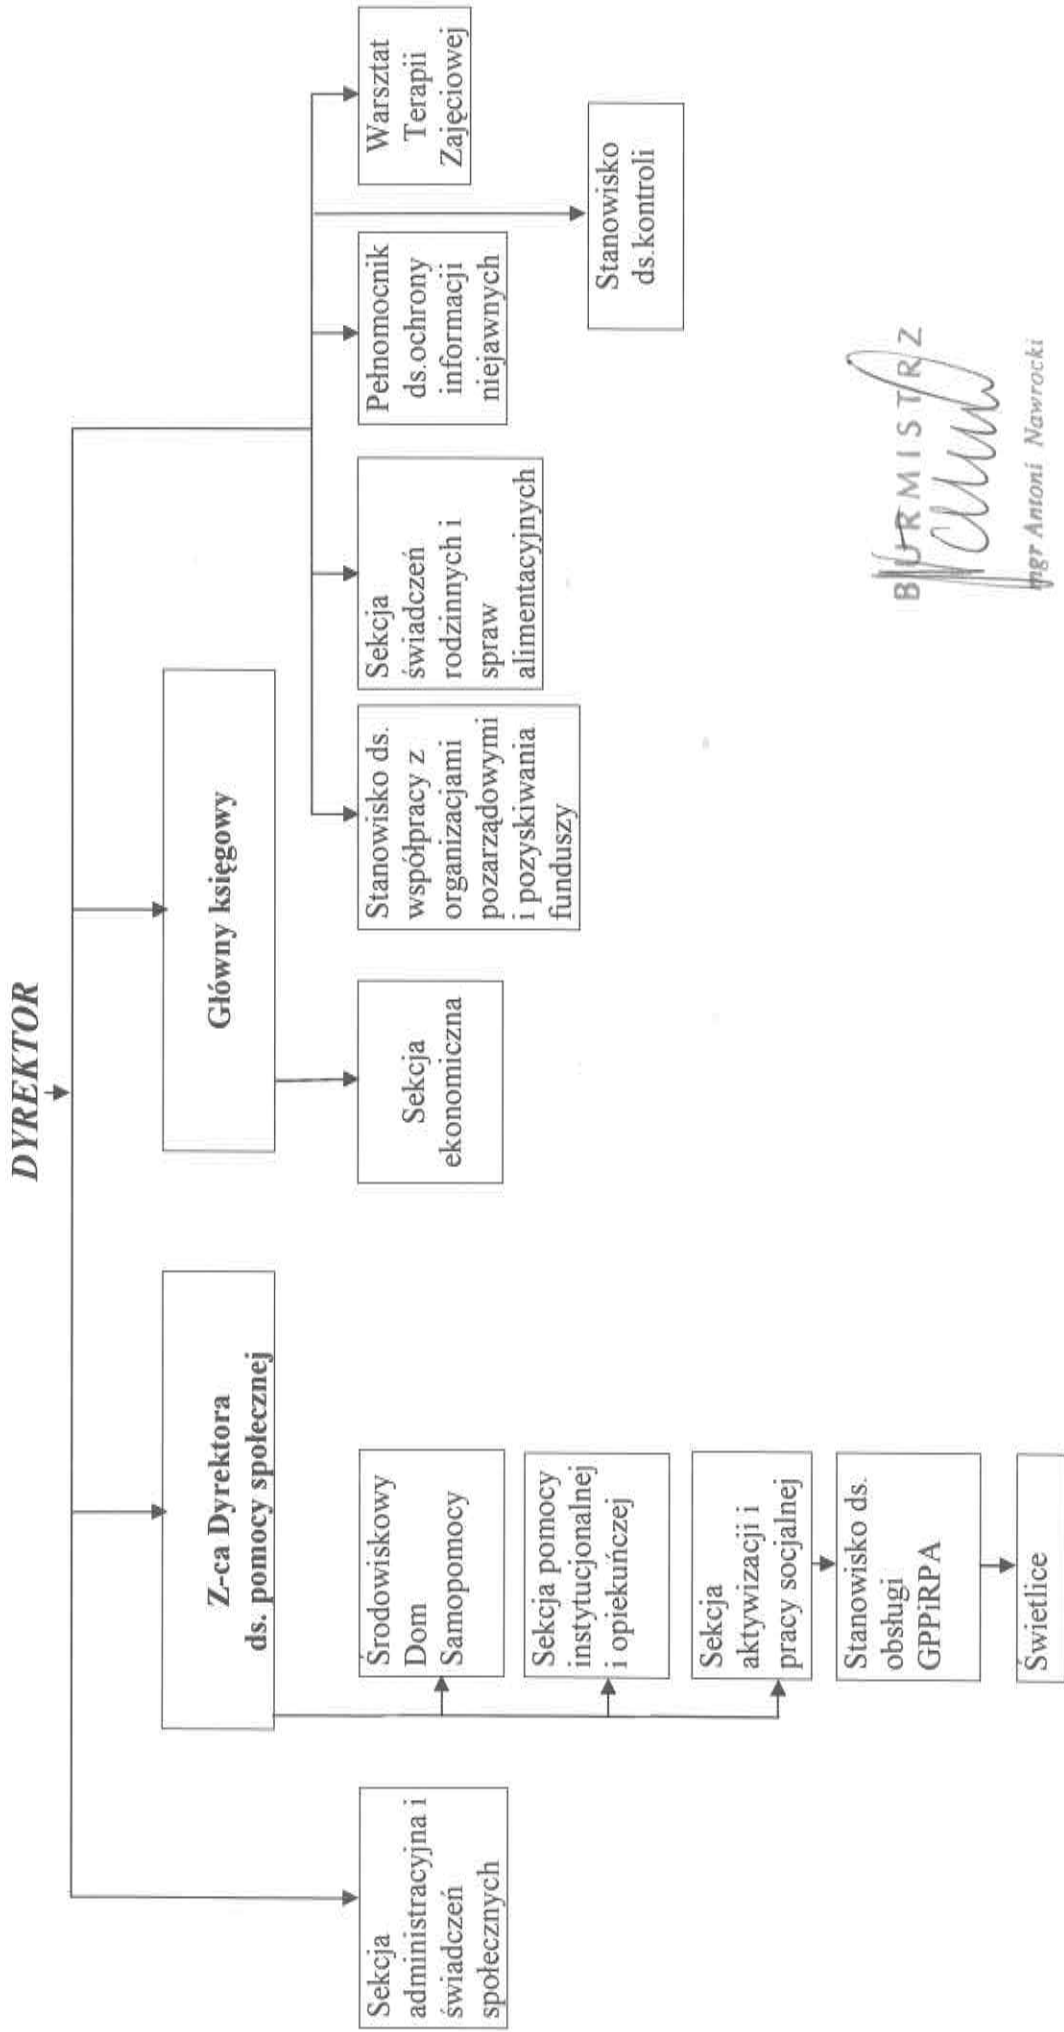 DYREKTOR
Z-ca Dyrektora
ds. pomocy społecznej
Główny księgowy
Sekcja
administracyjna i
świadczeń
społecznych
Środowiskowy
Dom
Samopomocy
Sekcja pomocy
instytucjonalnej
i opiekuńczej
Sekcja
aktywizacji i
pracy socjalnej
Stanowisko ds.
obsługi
GPPiRPA
Świetlice
Sekcja
ekonomiczna
Stanowisko ds.
współpracy z
organizacjami
pozarządowymi
i pozyskiwania
funduszy
Sekcja
świadczeń
rodzinnych i
spraw
alimentacyjnych
Pełnomocnik
ds.ochrony
informacji
niejawnych
Warsztat
Terapii
Zajęciowej
Stanowisko
ds.kontroli
BURMISTRZ
mgr Antoni Nawrocki